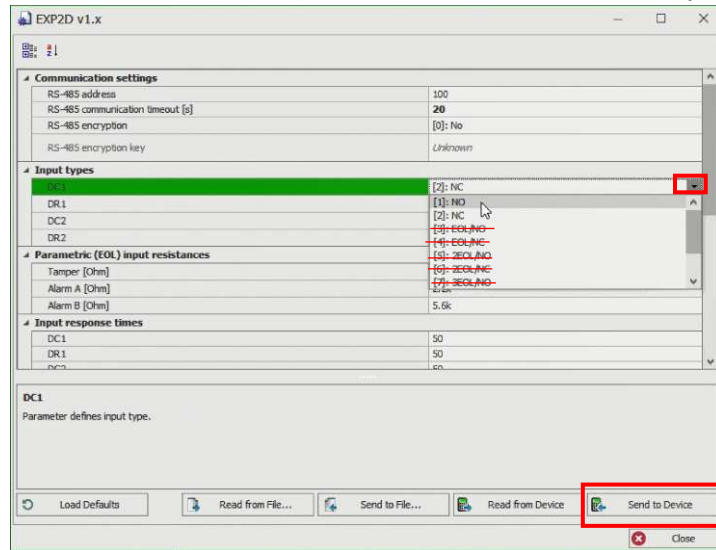 EXP2D v1.x
Communication settings
RS-485 address 100
RS-485 communication timeout [s] 20
RS-485 encryption [0]: No
RS-485 encryption key Unknown
Input types
DC1 [2]: NC
DR1 [1]: NO
DC2 [2]: NC
[3]: EOL/NO
DR2 [4]: EOL/NC
Parametric (EOL) input resistances [5]: 2EOL/NO
Tamper [Ohm] [6]: 2EOL/NC
Alarm A [Ohm] [7]: 3EOL/NO
Alarm B [Ohm] 5.6k
Input response times
DC1 50
DR1 50
DC2 50
DC1
Parameter defines input type.
Load Defaults Read from File... Send to File... Read from Device Send to Device
Close